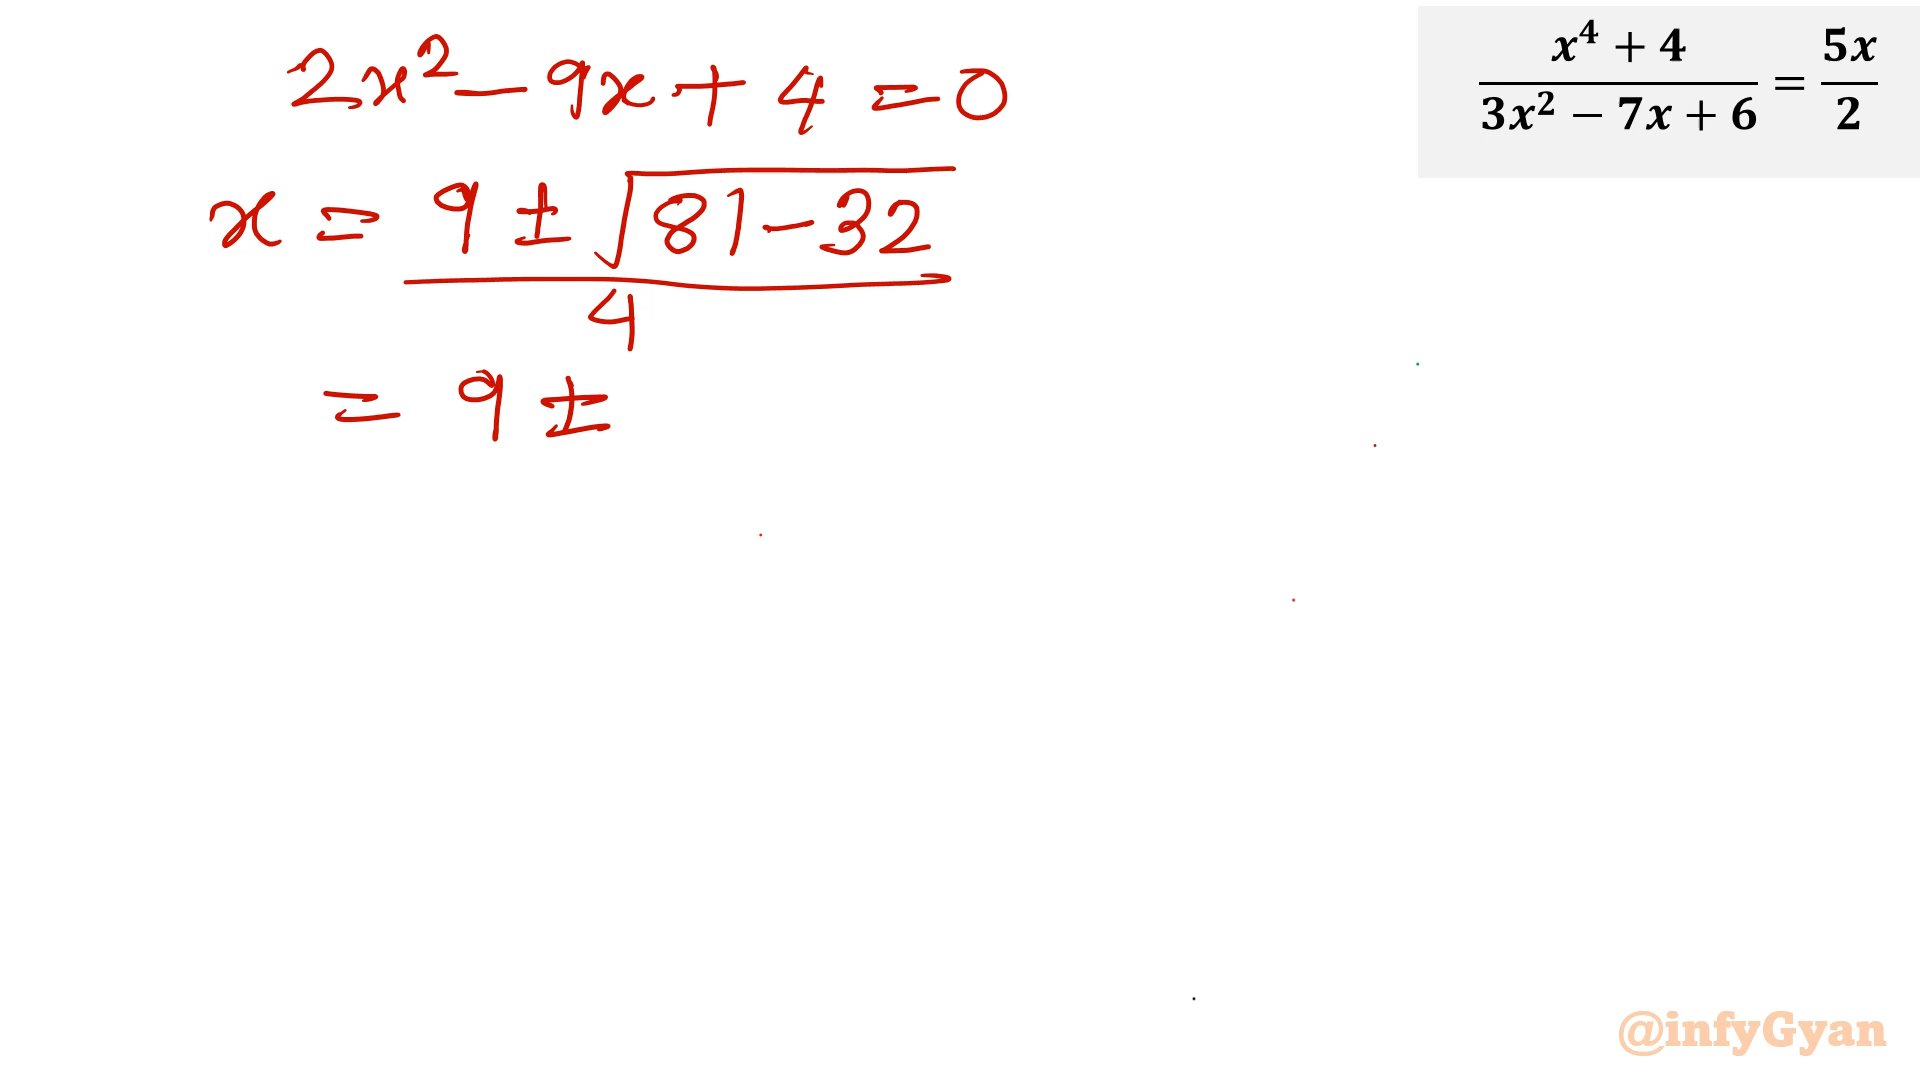 2x² - 9x + 4 = 0
x = 9 ± √81 - 32
4
= 9 ±
x⁴ + 4
3x² - 7x + 6
=
5x
2
@infyGyan